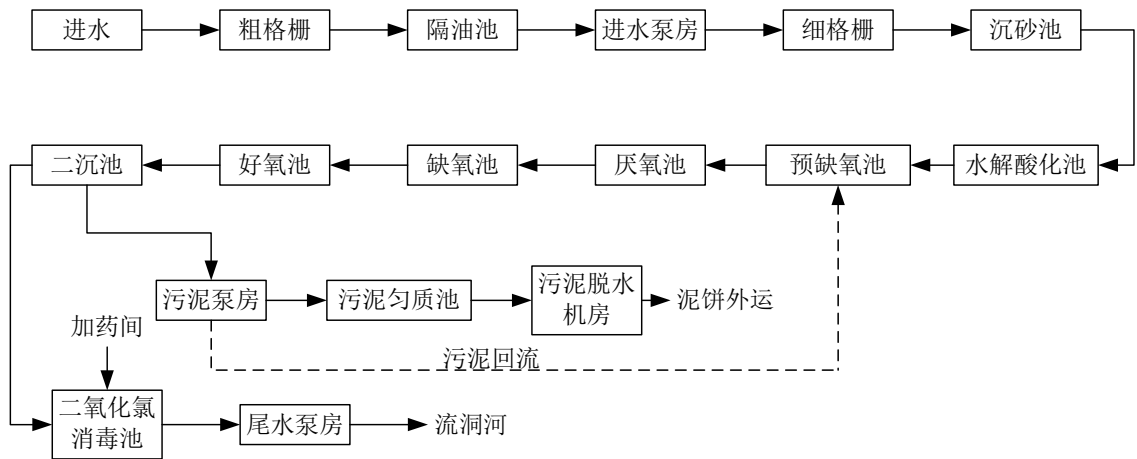 进水
粗格栅
隔油池
进水泵房
细格栅
沉砂池
二沉池
好氧池
缺氧池
厌氧池
预缺氧池
水解酸化池
污泥泵房
污泥匀质池
污泥脱水
机房
泥饼外运
加药间
污泥回流
二氧化氯
消毒池
尾水泵房
流洞河